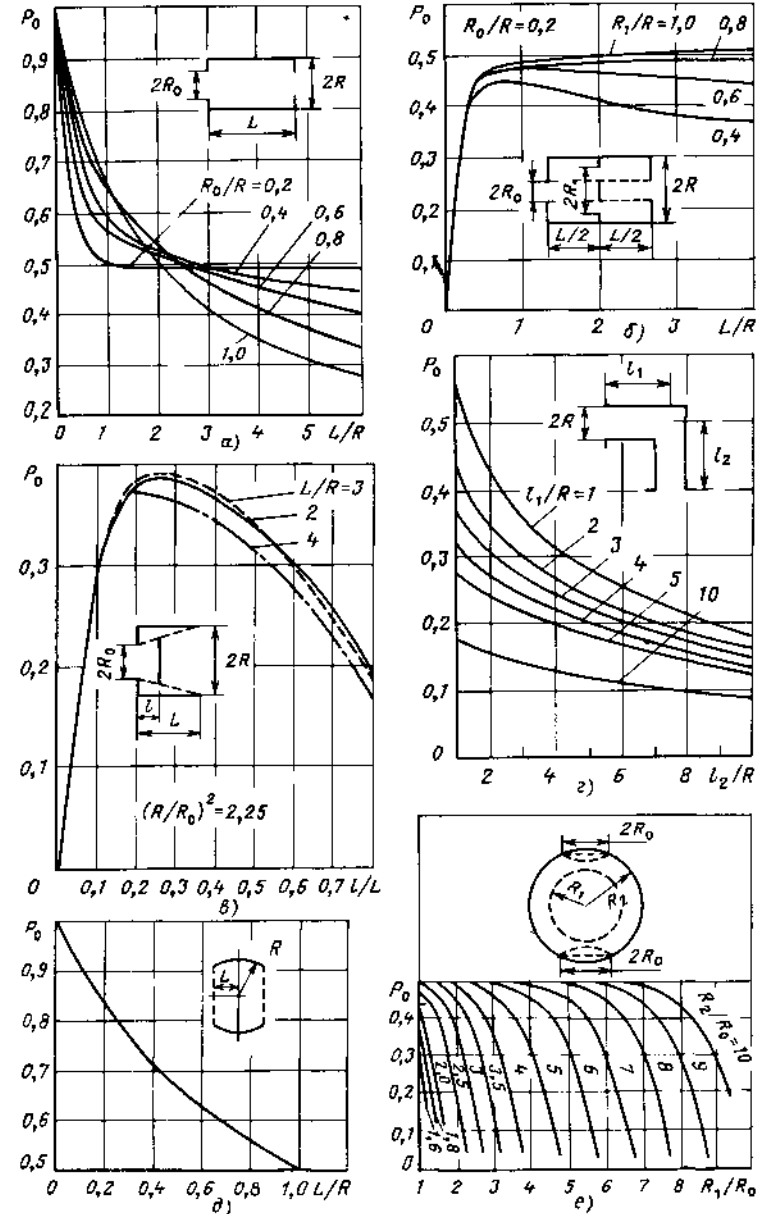 P₀
0,9
0,8
0,7
0,6
0,5
0,4
0,3
0,2
2R₀
2R
L
R₀/R=0,2
0,4
0,6
0,8
1,0
0 1 2 3 4 5 L/R
а)
P₀
R₀/R=0,2
R₁/R=1,0
0,8
0,6
0,4
0,5
0,4
0,3
0,2
0,1
2R₀
2R₁
2R
L/2
L/2
0 1 2 3 L/R
б)
P₀
0,3
0,2
0,1
L/R=3
2
4
2R₀
2R
l
L
(R/R₀)²=2,25
0 0,1 0,2 0,3 0,4 0,5 0,6 0,7 l/L
в)
P₀
0,5
0,4
0,3
0,2
0,1
0
l₁
2R
l₂
l₁/R=1
2
3
4
5
10
2 4 6 8 l₂/R
г)
P₀
0,9
0,8
0,7
0,6
0,5
L
R
0 0,2 0,4 0,6 0,8 1,0 L/R
д)
2R₀
R₁
R₂
2R₀
P₀
0,4
0,3
0,2
0,1
0
1,6
1,8
2,0
2,5
3
3,5
4
5
6
7
8
9
R₂/R₀=10
1 2 3 4 5 6 7 8 R₁/R₀
е)